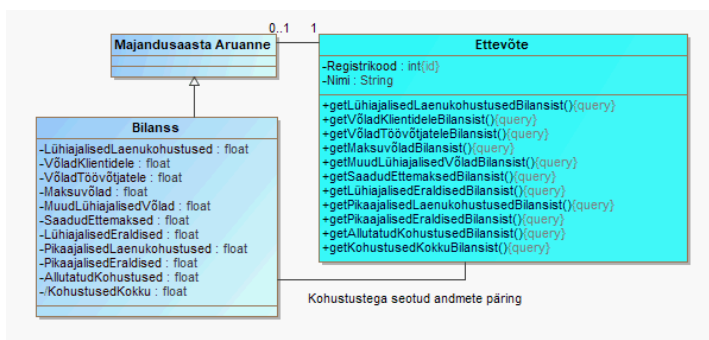 0..1 1
Majandusaasta Aruanne
Ettevõte
-Registrikood : int{id}
-Nimi : String
+getLühiajalisedLaenukohustusedBilansist(){query}
+getVõladKlientideleBilansist(){query}
+getVõladTöövõtjateleBilansist(){query}
+getMaksuvõladBilansist(){query}
+getMuudLühiajalisedVõladBilansist(){query}
+getSaadudEttemaksedBilansist(){query}
+getLühiajalisedEraldisedBilansist(){query}
+getPikaajalisedLaenukohustusedBilansist(){query}
+getPikaajalisedEraldisedBilansist(){query}
+getAllutatudKohustusedBilansist(){query}
+getKohustusedKokkuBilansist(){query}
Bilanss
-LühiajalisedLaenukohustused : float
-VõladKlientidele : float
-VõladTöövõtjatele : float
-Maksuvõlad : float
-MuudLühiajalisedVõlad : float
-SaadudEttemaksed : float
-LühiajalisedEraldised : float
-PikaajalisedLaenukohustused : float
-PikaajalisedEraldised : float
-AllutatudKohustused : float
-/KohustusedKokku : float
Kohustustega seotud andmete päring